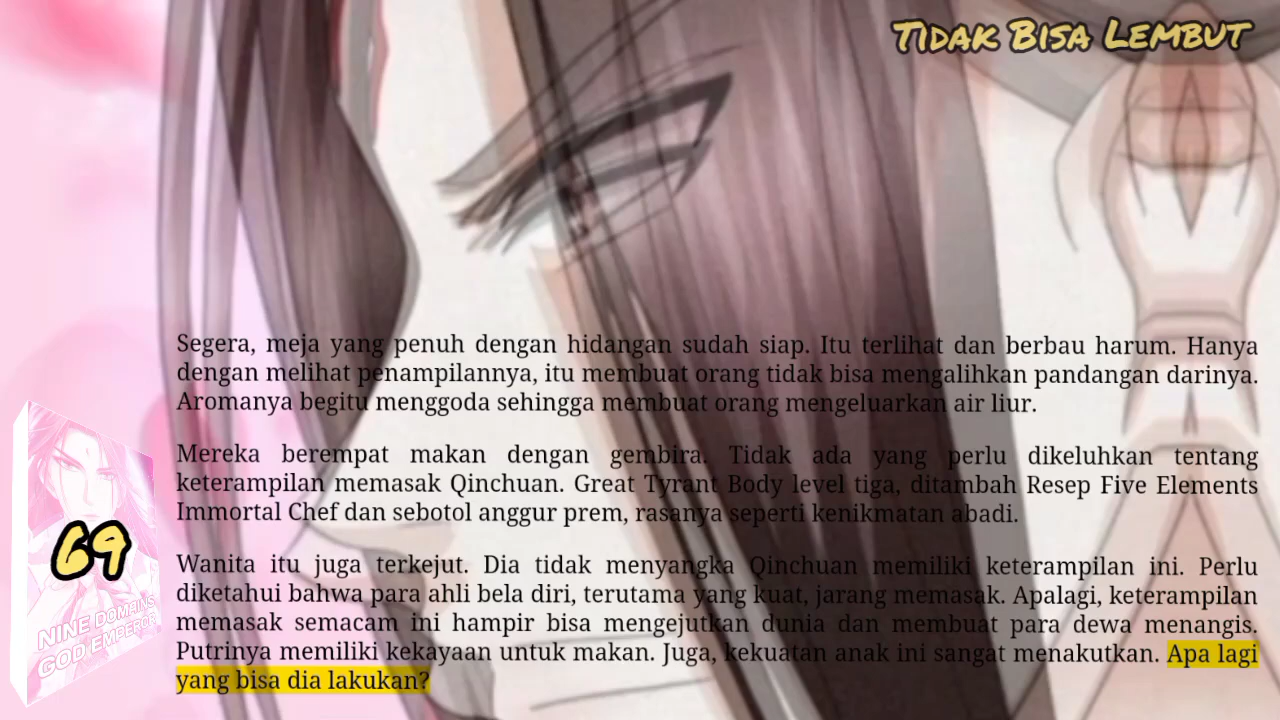 Tidak Bisa Lembut
Segera, meja yang penuh dengan hidangan sudah siap. Itu terlihat dan berbau harum. Hanya
dengan melihat penampilannya, itu membuat orang tidak bisa mengalihkan pandangan darinya.
Aromanya begitu menggoda sehingga membuat orang mengeluarkan air liur.
Mereka berempat makan dengan gembira. Tidak ada yang perlu dikeluhkan tentang
keterampilan memasak Qinchuan. Great Tyrant Body level tiga, ditambah Resep Five Elements
Immortal Chef dan sebotol anggur prem, rasanya seperti kenikmatan abadi.
Wanita itu juga terkejut. Dia tidak menyangka Qinchuan memiliki keterampilan ini. Perlu
diketahui bahwa para ahli bela diri, terutama yang kuat, jarang memasak. Apalagi, keterampilan
memasak semacam ini hampir bisa mengejutkan dunia dan membuat para dewa menangis.
Putrinya memiliki kekayaan untuk makan. Juga, kekuatan anak ini sangat menakutkan. Apa lagi
yang bisa dia lakukan?
69
NINE DOMAINS
GOD EMPEROR